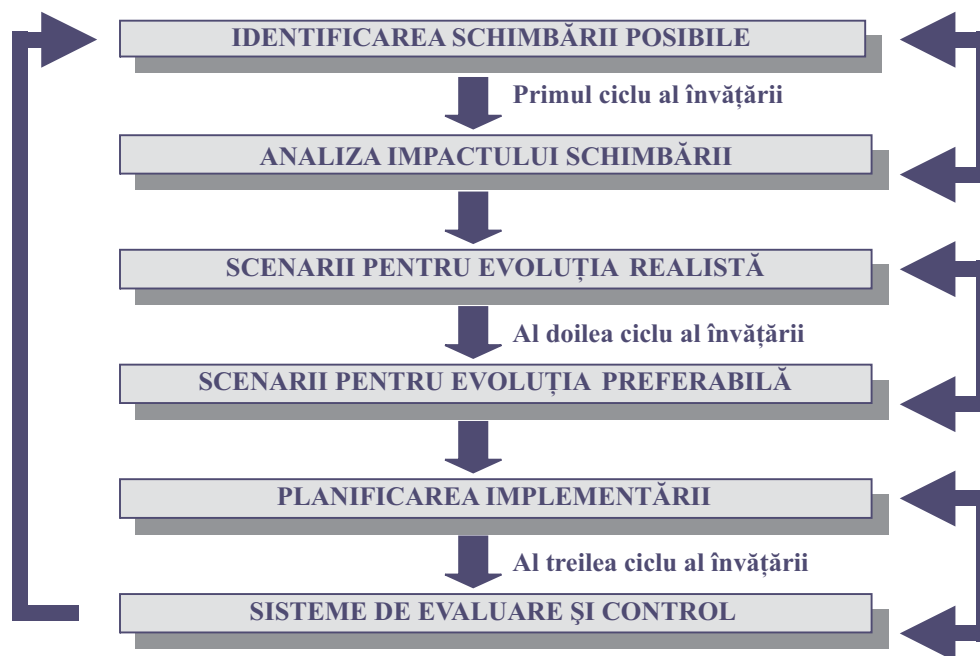 IDENTIFICAREA SCHIMBĂRII POSIBILE
Primul ciclu al învățării
ANALIZA IMPACTULUI SCHIMBĂRII
SCENARII PENTRU EVOLUȚIA REALISTĂ
Al doilea ciclu al învățării
SCENARII PENTRU EVOLUȚIA PREFERABILĂ
PLANIFICAREA IMPLEMENTĂRII
Al treilea ciclu al învățării
SISTEME DE EVALUARE ŞI CONTROL